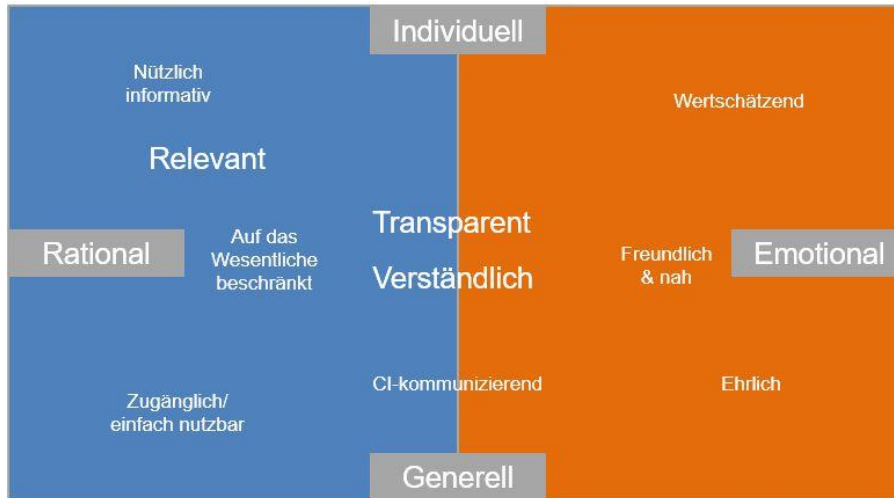 Individuell
Nützlich
informativ
Wertschätzend
Relevant
Transparent
Rational
Auf das
Wesentliche
beschränkt
Verständlich
Freundlich
& nah
Emotional
CI-kommunizierend
Ehrlich
Zugänglich/
einfach nutzbar
Generell